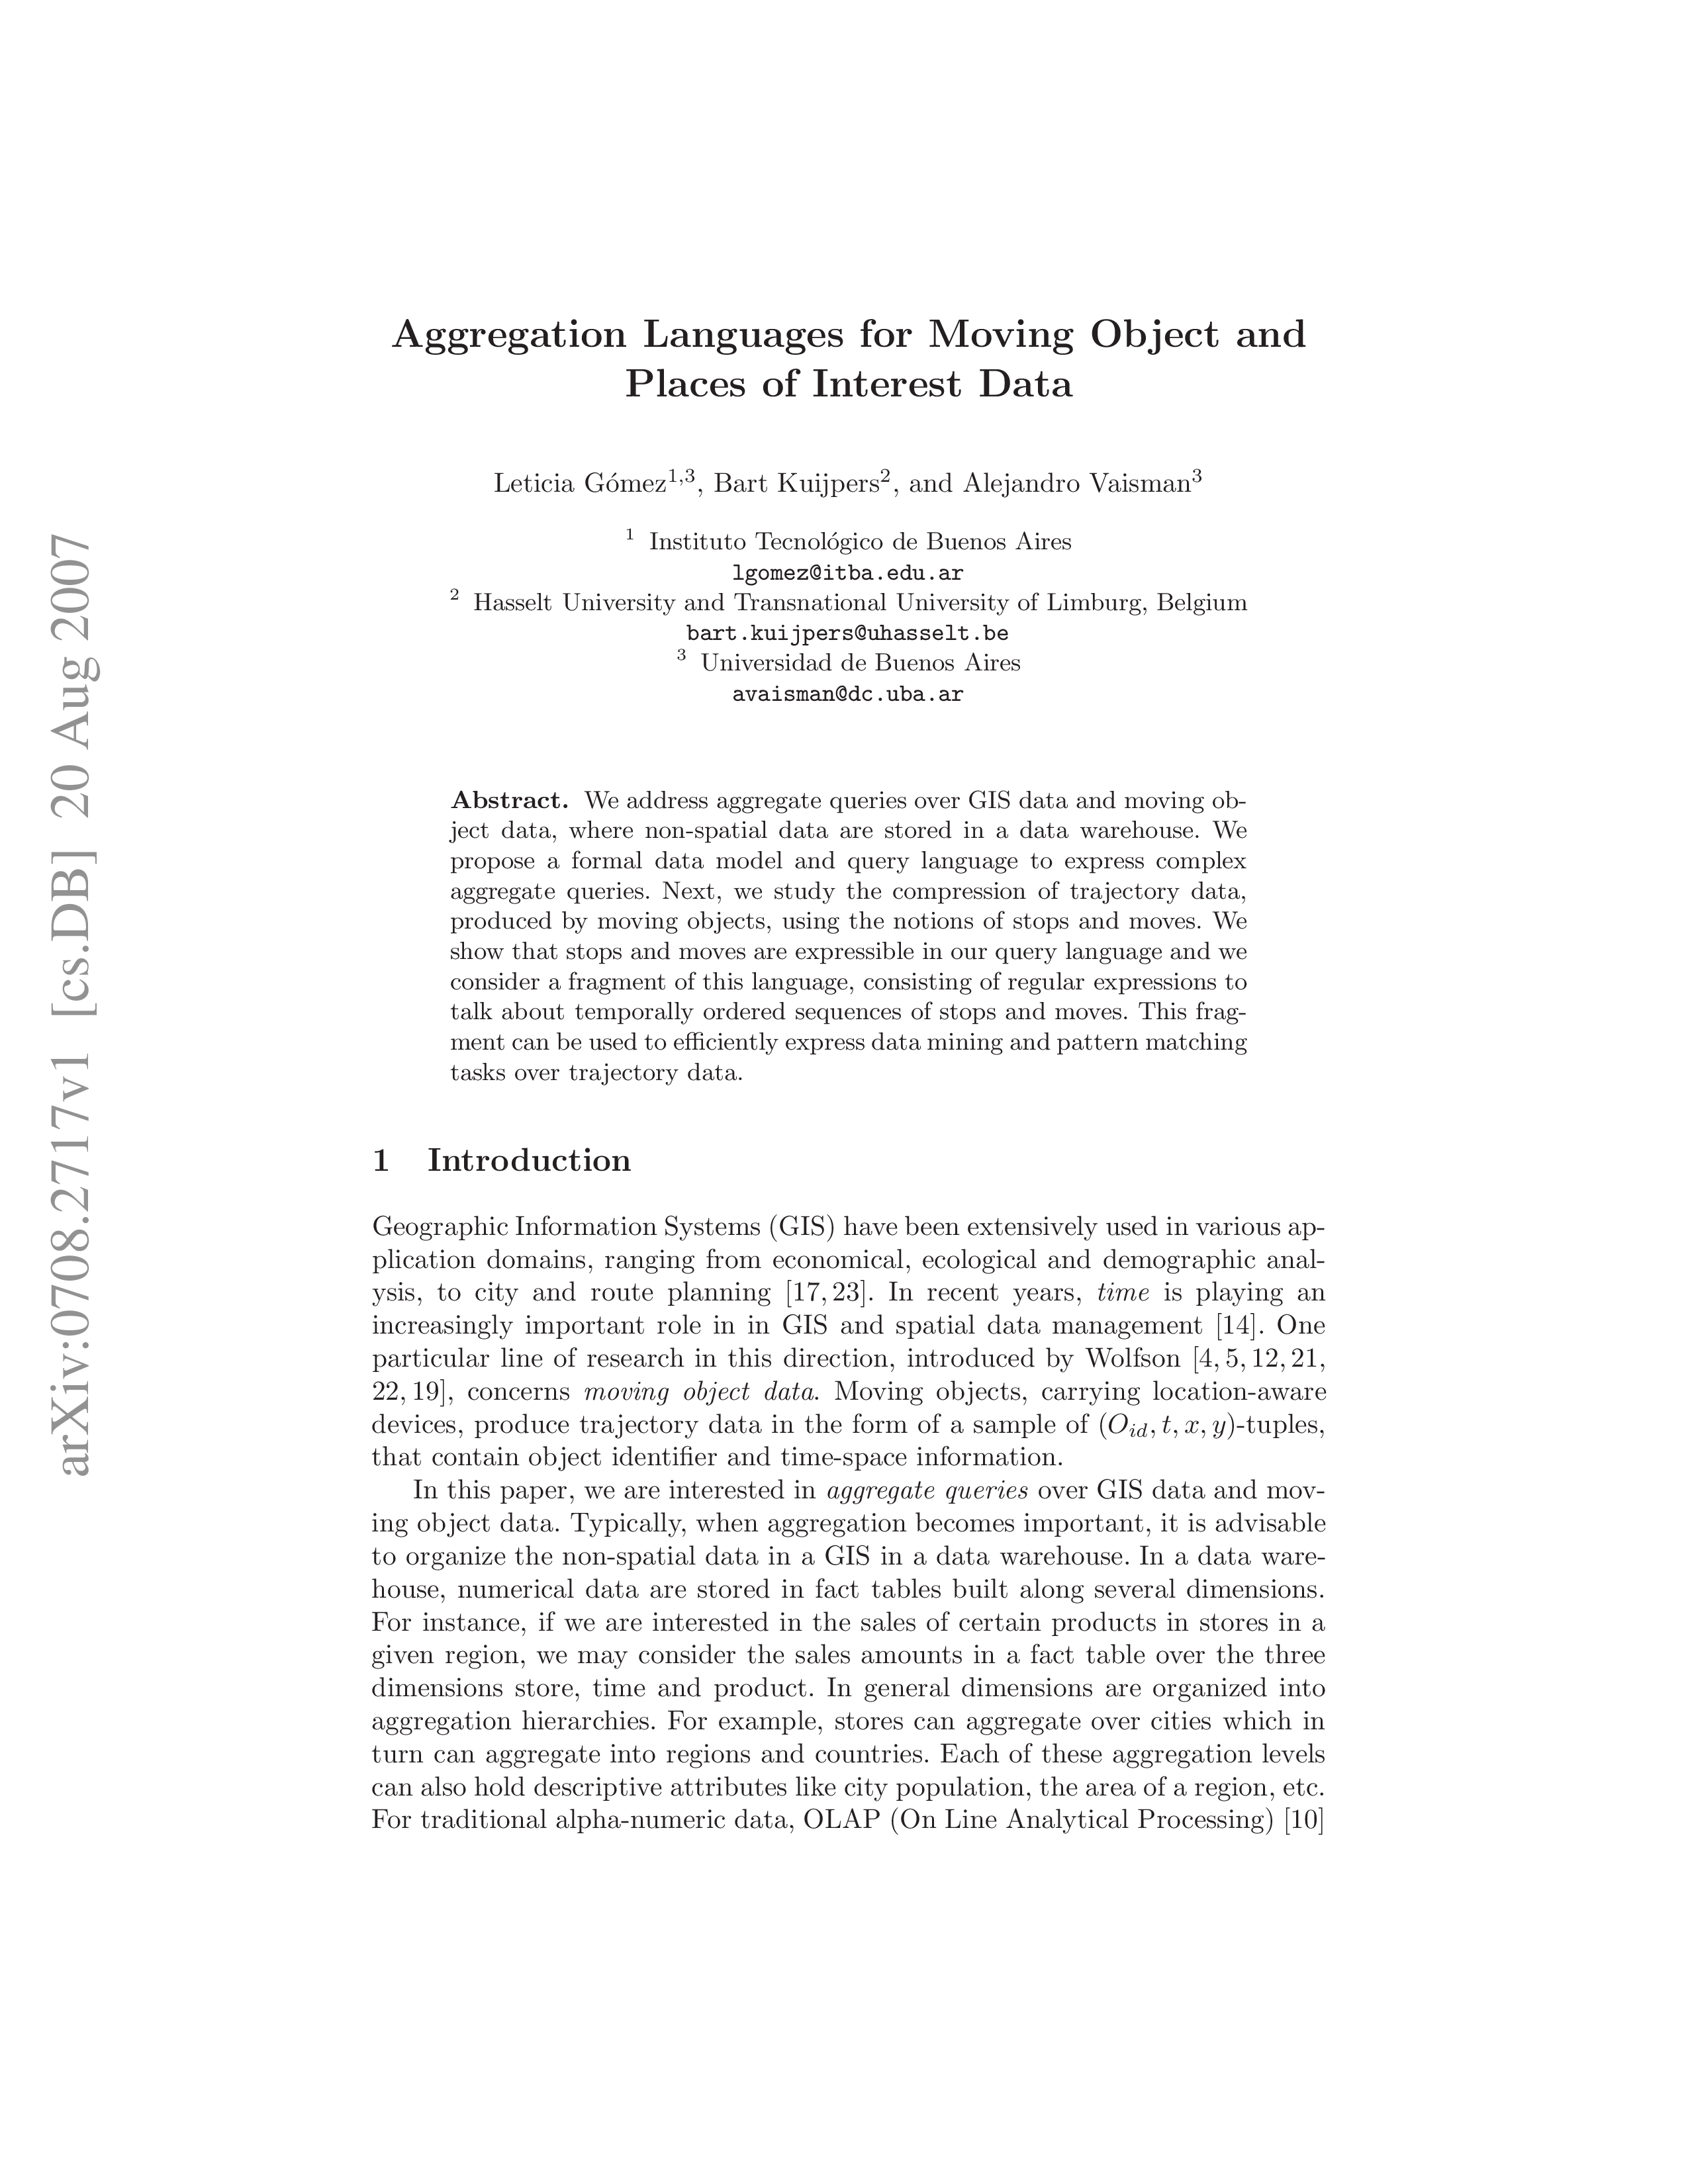 Aggregation Languages for Moving Object and
Places of Interest Data
Leticia Gómez1,3, Bart Kuijpers2, and Alejandro Vaisman3
1 Instituto Tecnológico de Buenos Aires
lgomez@itba.edu.ar
2 Hasselt University and Transnational University of Limburg, Belgium
bart.kuijpers@uhasselt.be
3 Universidad de Buenos Aires
avaisman@dc.uba.ar
Abstract. We address aggregate queries over GIS data and moving ob-
ject data, where non-spatial data are stored in a data warehouse. We
propose a formal data model and query language to express complex
aggregate queries. Next, we study the compression of trajectory data,
produced by moving objects, using the notions of stops and moves. We
show that stops and moves are expressible in our query language and we
consider a fragment of this language, consisting of regular expressions to
talk about temporally ordered sequences of stops and moves. This frag-
ment can be used to efficiently express data mining and pattern matching
tasks over trajectory data.
1 Introduction
Geographic Information Systems (GIS) have been extensively used in various ap-
plication domains, ranging from economical, ecological and demographic anal-
ysis, to city and route planning [17, 23]. In recent years, time is playing an
increasingly important role in in GIS and spatial data management [14]. One
particular line of research in this direction, introduced by Wolfson [4, 5, 12, 21,
22, 19], concerns moving object data. Moving objects, carrying location-aware
devices, produce trajectory data in the form of a sample of (Oid, t, x, y)-tuples,
that contain object identifier and time-space information.
In this paper, we are interested in aggregate queries over GIS data and mov-
ing object data. Typically, when aggregation becomes important, it is advisable
to organize the non-spatial data in a GIS in a data warehouse. In a data ware-
house, numerical data are stored in fact tables built along several dimensions.
For instance, if we are interested in the sales of certain products in stores in a
given region, we may consider the sales amounts in a fact table over the three
dimensions store, time and product. In general dimensions are organized into
aggregation hierarchies. For example, stores can aggregate over cities which in
turn can aggregate into regions and countries. Each of these aggregation levels
can also hold descriptive attributes like city population, the area of a region, etc.
For traditional alpha-numeric data, OLAP (On Line Analytical Processing) [10]
arXiv:0708.2717v1 [cs.DB] 20 Aug 2007